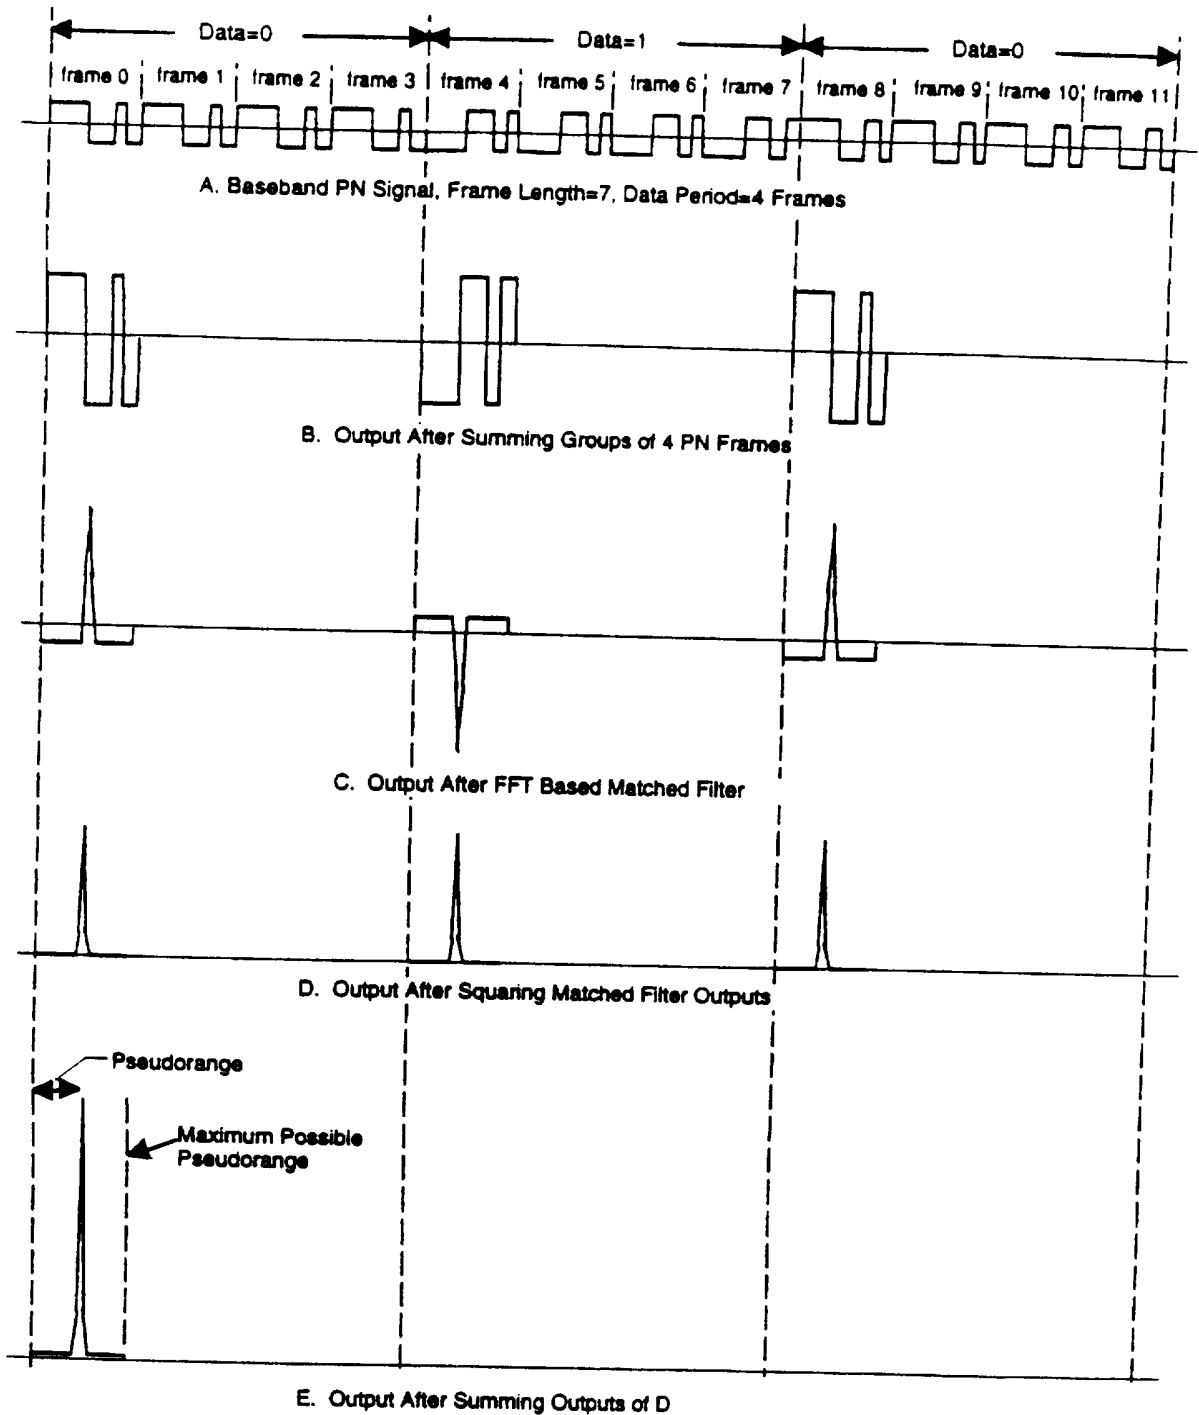 Data=0
Data=1
Data=0
frame 0 frame 1 frame 2 frame 3 frame 4 frame 5 frame 6 frame 7 frame 8 frame 9 frame 10 frame 11
A. Baseband PN Signal, Frame Length=7, Data Period=4 Frames
B. Output After Summing Groups of 4 PN Frames
C. Output After FFT Based Matched Filter
D. Output After Squaring Matched Filter Outputs
Pseudorange
Maximum Possible
Pseudorange
E. Output After Summing Outputs of D